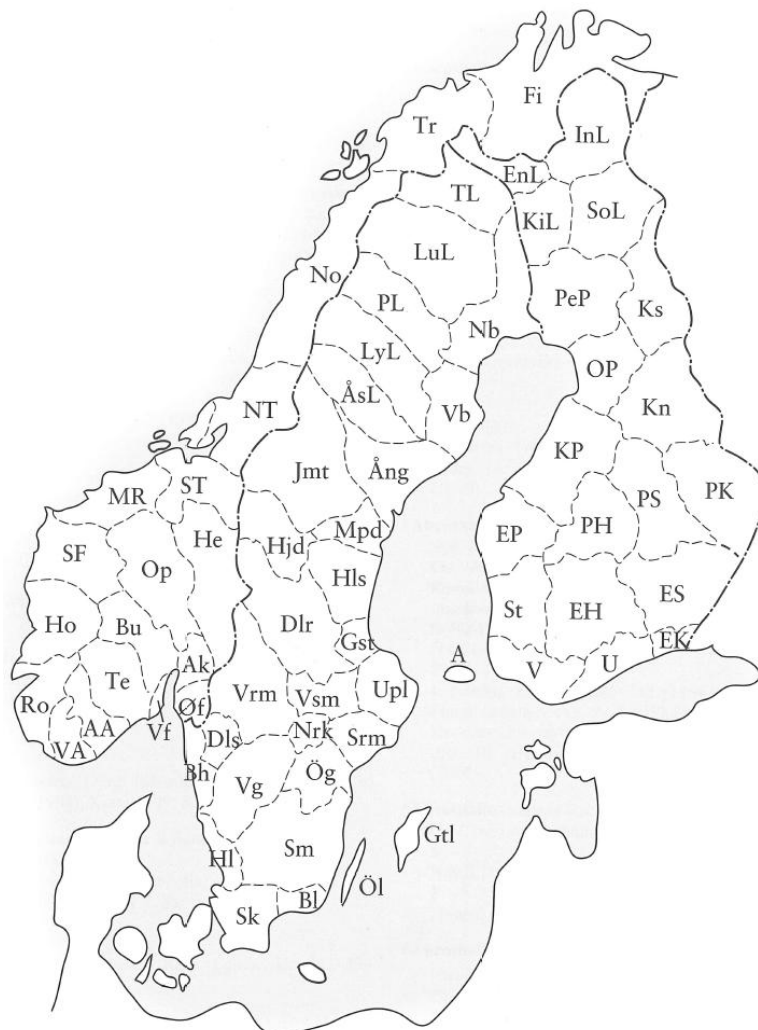 Fi
Tr
InL
EnL
TL
KiL
SoL
LuL
No
PL
PeP
Ks
Nb
LyL
OP
ÅsL
NT
Vb
Kn
KP
Jmt
Ång
ST
MR
PS
PK
Mpd
EP
PH
He
SF
Hjd
Op
Hls
St
EH
ES
Ho
Bu
Dlr
Gst
EK
Ak
A
V
U
Te
Ro
Vrm
Vsm
Upl
Øf
AA
Vf
VA
Dls
Nrk
Srm
Bh
Vg
Ög
Gtl
Hl
Sm
Öl
Bl
Sk